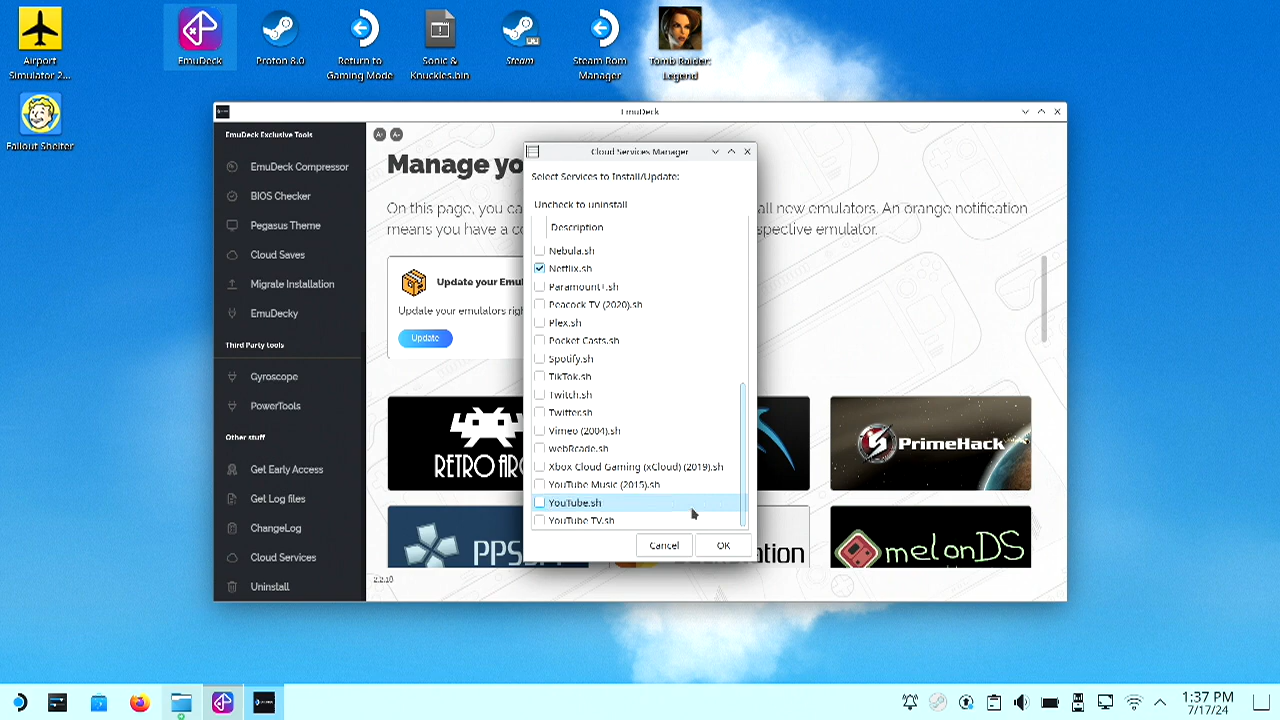 Airport
Simulator 2...
EmuDeck
Proton 8.0
Return to
Gaming Mode
Sonic &
Knuckles.bin
Steam
Steam Rom
Manager
Tomb Raider:
Legend
Fallout Shelter
EmuDeck
EmuDeck Exclusive Tools
EmuDeck Compressor
BIOS Checker
Pegasus Theme
Cloud Saves
Migrate Installation
EmuDecky
Third Party tools
Gyroscope
PowerTools
Other stuff
Get Early Access
Get Log files
ChangeLog
Cloud Services
Uninstall
A+
A-
Manage yo
On this page, you ca
all new emulators. An orange notification
means you have a c
spective emulator.
Update your Emu
Update your emulators righ
Update
RETRO AR
PrimeHack
PPSS
ation
melonDS
2.2.18
Cloud Services Manager
Select Services to Install/Update:
Uncheck to uninstall
Description
Nebula.sh
Netflix.sh
Paramount+.sh
Peacock TV (2020).sh
Plex.sh
Pocket Casts.sh
Spotify.sh
TikTok.sh
Twitch.sh
Twitter.sh
Vimeo (2004).sh
webRcade.sh
Xbox Cloud Gaming (xCloud) (2019).sh
YouTube Music (2015).sh
YouTube.sh
YouTube TV.sh
Cancel
OK
1:37 PM
7/17/24